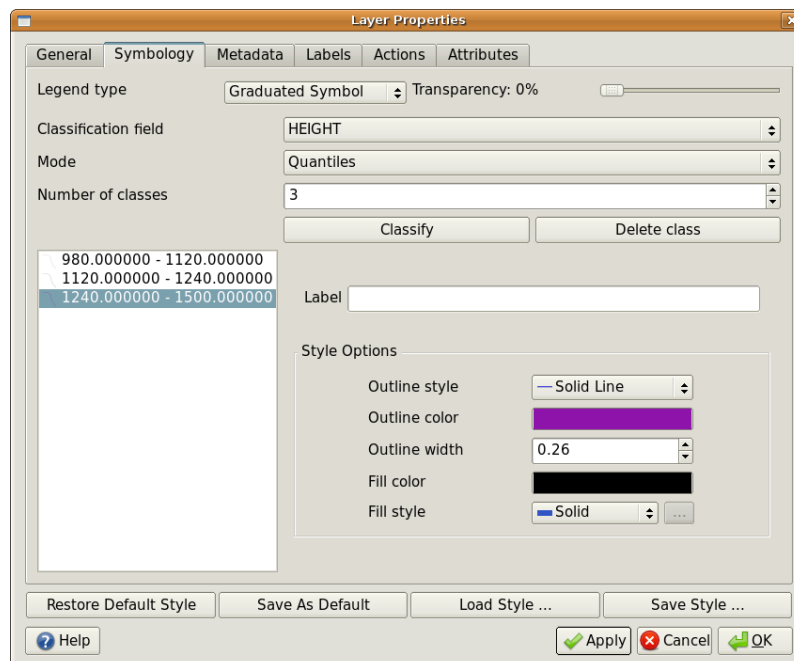 Layer Properties
General Symbology Metadata Labels Actions Attributes
Legend type Graduated Symbol Transparency: 0%
Classification field HEIGHT
Mode Quantiles
Number of classes 3
Classify Delete class
980.000000 - 1120.000000
1120.000000 - 1240.000000
1240.000000 - 1500.000000
Label
Style Options
Outline style Solid Line
Outline color
Outline width 0.26
Fill color
Fill style Solid ...
Restore Default Style Save As Default Load Style ... Save Style ...
Help Apply Cancel OK